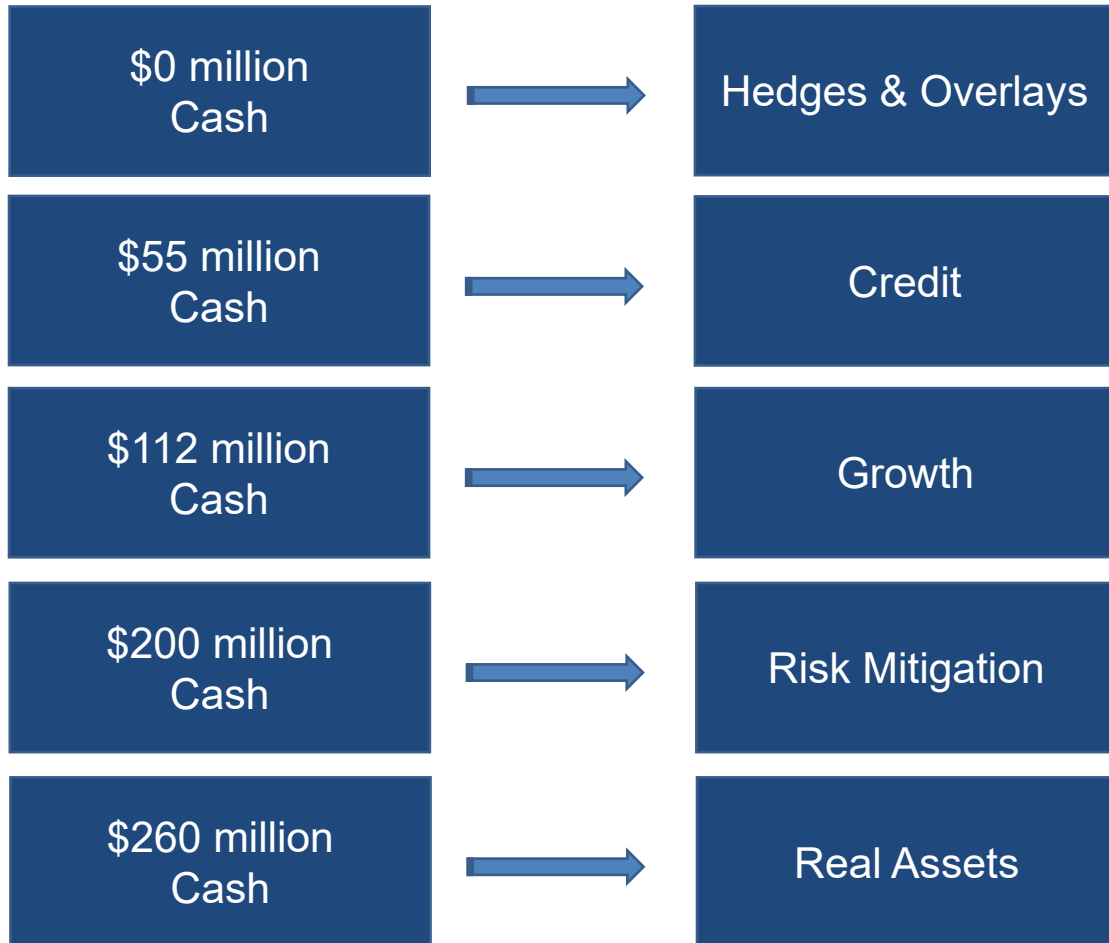 $0 million
Cash
Hedges & Overlays
$55 million
Cash
Credit
$112 million
Cash
Growth
$200 million
Cash
Risk Mitigation
$260 million
Cash
Real Assets